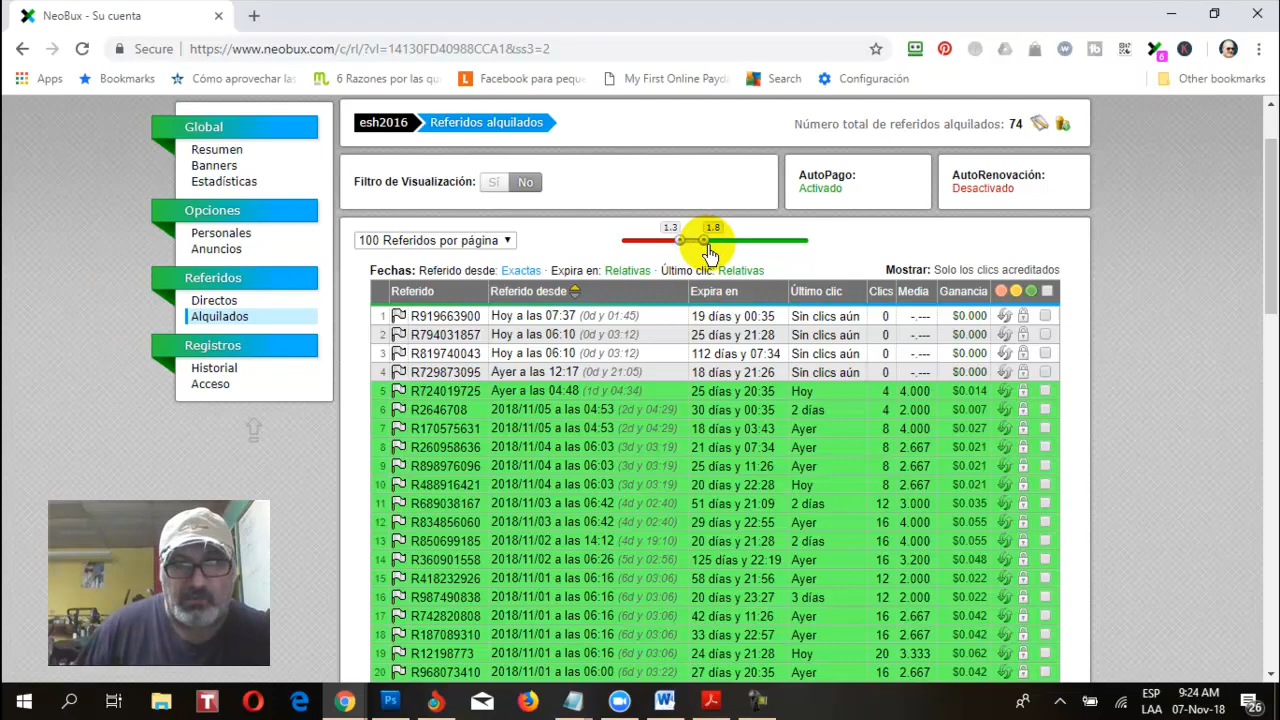 NeoBux - Su cuenta
Secure
https://www.neobux.com/c/rl/?vl=14130FD40988CCA1&ss3=2
6
Apps
Bookmarks
Cómo aprovechar las
6 Razones por las qu
Facebook para peque
My First Online Payda
Search
Configuración
Other bookmarks
Global
Resumen
Banners
Estadísticas
Opciones
Personales
Anuncios
Referidos
Directos
Alquilados
Registros
Historial
Acceso
esh2016 Referidos alquilados
Número total de referidos alquilados: 74
Filtro de Visualización: Sí No
AutoPago:
Activado
AutoRenovación:
Desactivado
100 Referidos por página
1.3 1.8
Fechas: Referido desde: Exactas · Expira en: Relativas · Último clic: Relativas
Mostrar: Solo los clics acreditados
Referido Referido desde Expira en Último clic Clics Media Ganancia
1 R919663900 Hoy a las 07:37 (0d y 01:45) 19 días y 00:35 Sin clics aún 0 -.--- $0.000
2 R794031857 Hoy a las 06:10 (0d y 03:12) 25 días y 21:28 Sin clics aún 0 -.--- $0.000
3 R819740043 Hoy a las 06:10 (0d y 03:12) 112 días y 07:34 Sin clics aún 0 -.--- $0.000
4 R729873095 Ayer a las 12:17 (0d y 21:05) 18 días y 21:26 Sin clics aún 0 -.--- $0.000
5 R724019725 Ayer a las 04:48 (1d y 04:34) 25 días y 20:35 Hoy 4 4.000 $0.014
6 R2646708 2018/11/05 a las 04:53 (2d y 04:29) 30 días y 00:35 2 días 4 2.000 $0.007
7 R170575631 2018/11/05 a las 04:53 (2d y 04:29) 18 días y 03:43 Ayer 8 4.000 $0.027
8 R260958636 2018/11/04 a las 06:03 (3d y 03:19) 21 días y 07:34 Ayer 8 2.667 $0.021
9 R898976096 2018/11/04 a las 06:03 (3d y 03:19) 25 días y 11:26 Ayer 8 2.667 $0.021
10 R488916421 2018/11/04 a las 06:03 (3d y 03:19) 20 días y 22:28 Hoy 8 2.667 $0.021
11 R689038167 2018/11/03 a las 06:42 (4d y 02:40) 51 días y 21:09 2 días 12 3.000 $0.035
12 R834856060 2018/11/03 a las 06:42 (4d y 02:40) 29 días y 22:55 Ayer 16 4.000 $0.055
13 R850699185 2018/11/02 a las 14:12 (4d y 19:10) 20 días y 21:28 2 días 16 4.000 $0.055
14 R360901558 2018/11/02 a las 06:26 (5d y 02:56) 125 días y 22:19 Ayer 16 3.200 $0.048
15 R418232926 2018/11/01 a las 06:16 (6d y 03:06) 58 días y 21:56 Ayer 12 2.000 $0.022
16 R987490838 2018/11/01 a las 06:16 (6d y 03:06) 20 días y 23:27 3 días 12 2.000 $0.022
17 R742820808 2018/11/01 a las 06:16 (6d y 03:06) 42 días y 11:26 Ayer 16 2.667 $0.042
18 R187089310 2018/11/01 a las 06:16 (6d y 03:06) 33 días y 22:57 Ayer 16 2.667 $0.042
19 R12198773 2018/11/01 a las 06:16 (6d y 03:06) 24 días y 21:28 Hoy 20 3.333 $0.062
20 R968073410 2018/11/01 a las 06:00 (6d y 03:22) 27 días y 20:35 Ayer 16 2.667 $0.042
ESP
LAA
9:24 AM
07-Nov-18
26